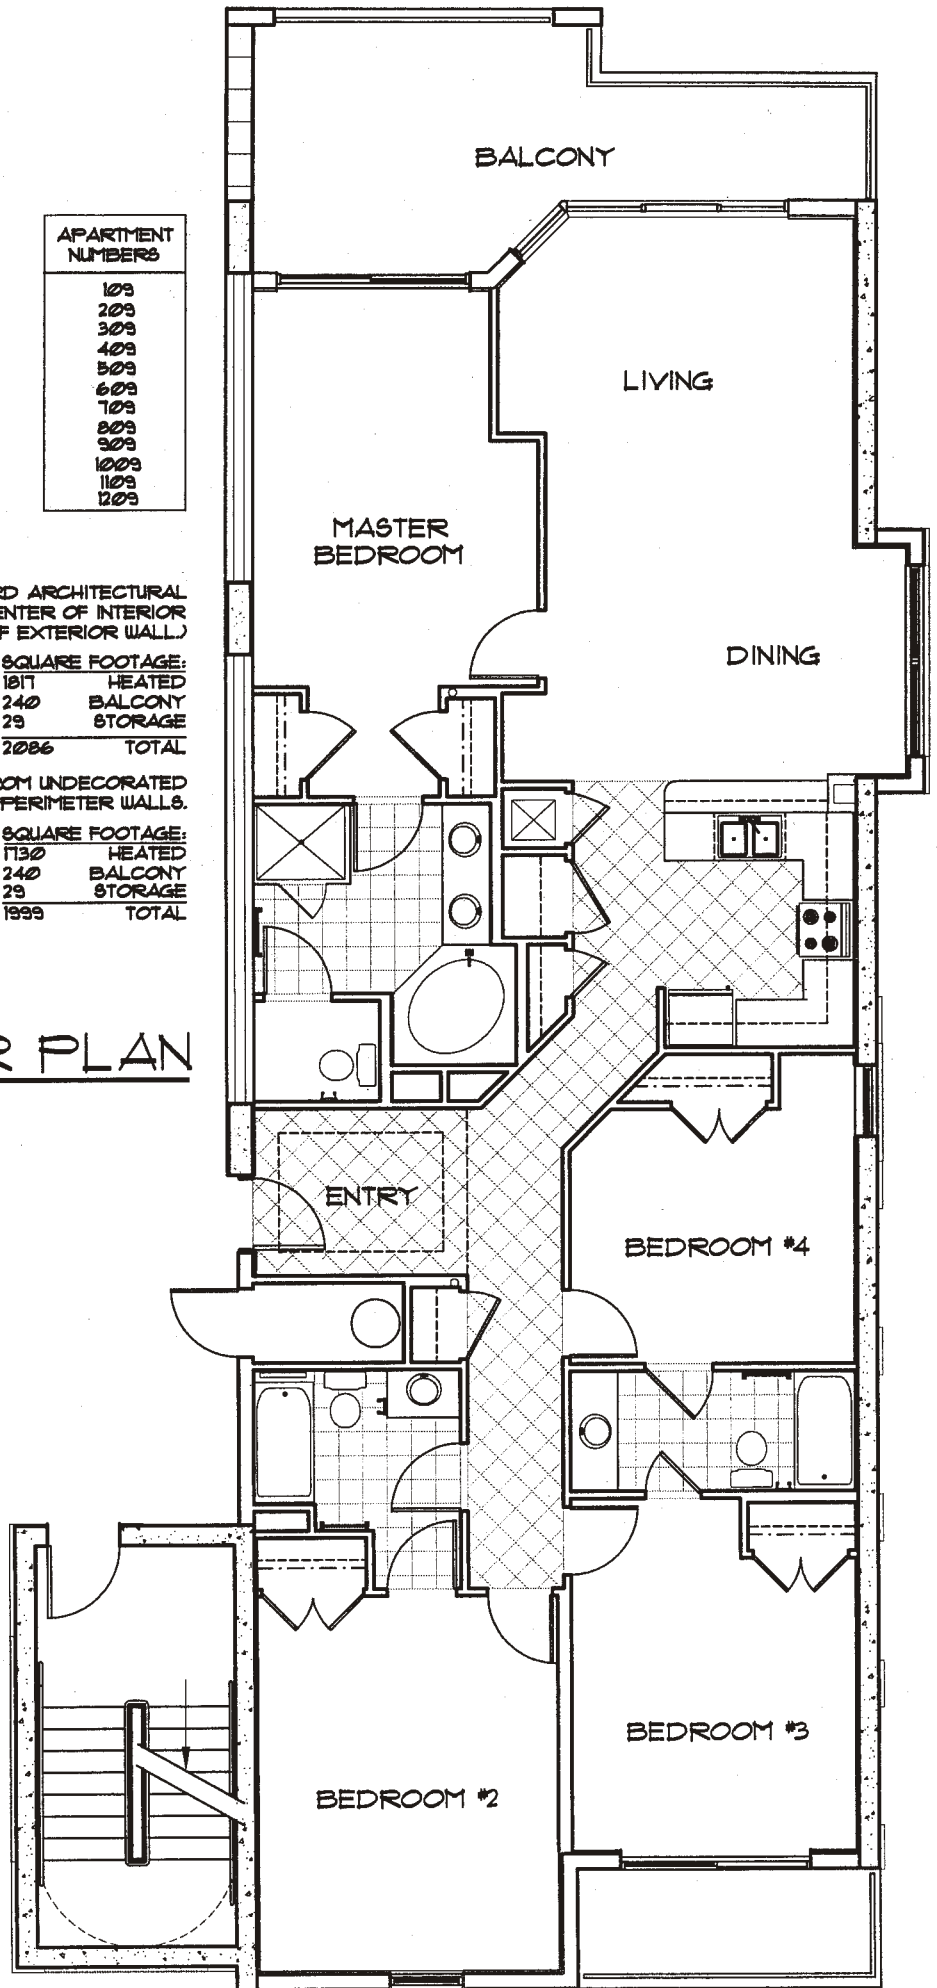 BALCONY
APARTMENT
NUMBERS
109
209
309
409
509
609
709
809
909
1009
1109
1209
LIVING
MASTER
BEDROOM
RD ARCHITECTURAL
ENTER OF INTERIOR
F EXTERIOR WALL.)
SQUARE FOOTAGE:
1817 HEATED
240 BALCONY
29 STORAGE
2086 TOTAL
OM UNDECORATED
PERIMETER WALLS.
SQUARE FOOTAGE:
1730 HEATED
240 BALCONY
29 STORAGE
1999 TOTAL
DINING
R PLAN
ENTRY
BEDROOM #4
BEDROOM #3
BEDROOM #2